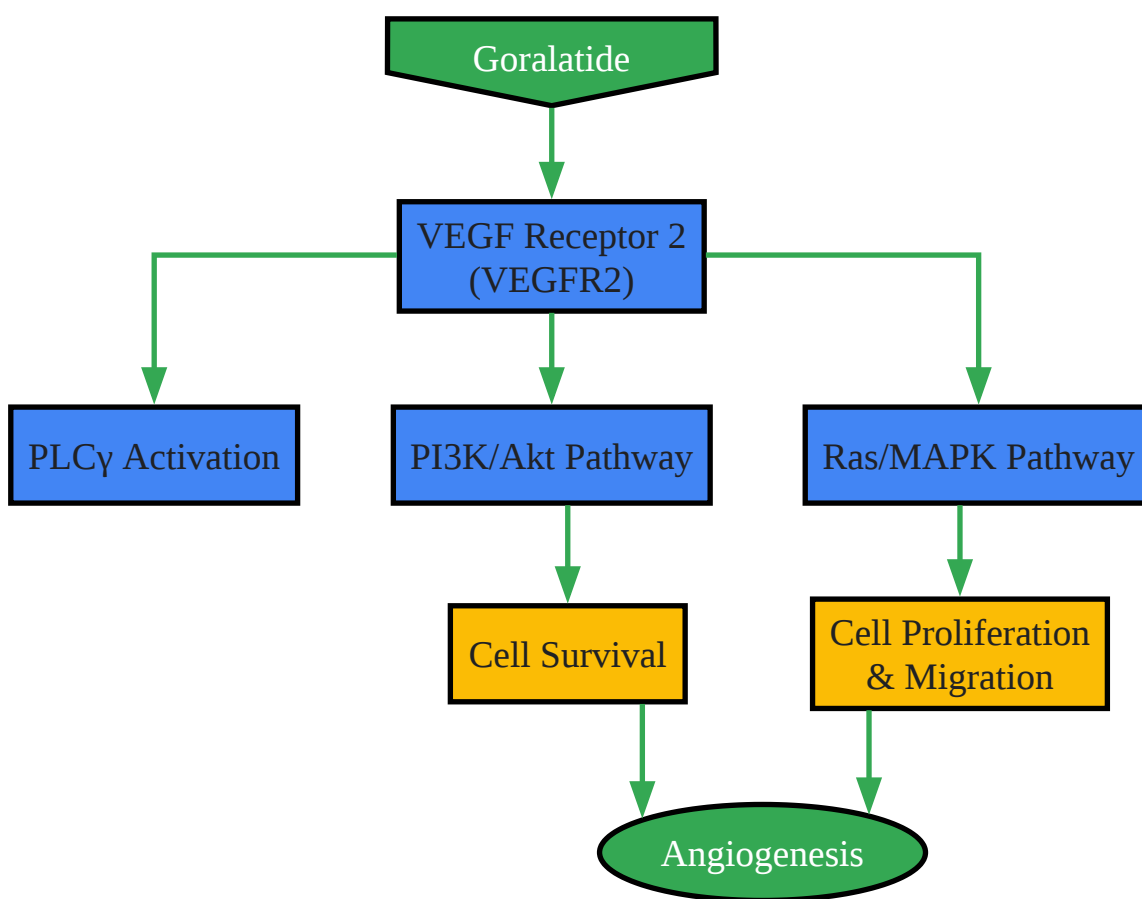 Goralatide
VEGF Receptor 2
(VEGFR2)
PLCγ Activation
PI3K/Akt Pathway
Ras/MAPK Pathway
Cell Survival
Cell Proliferation
& Migration
Angiogenesis